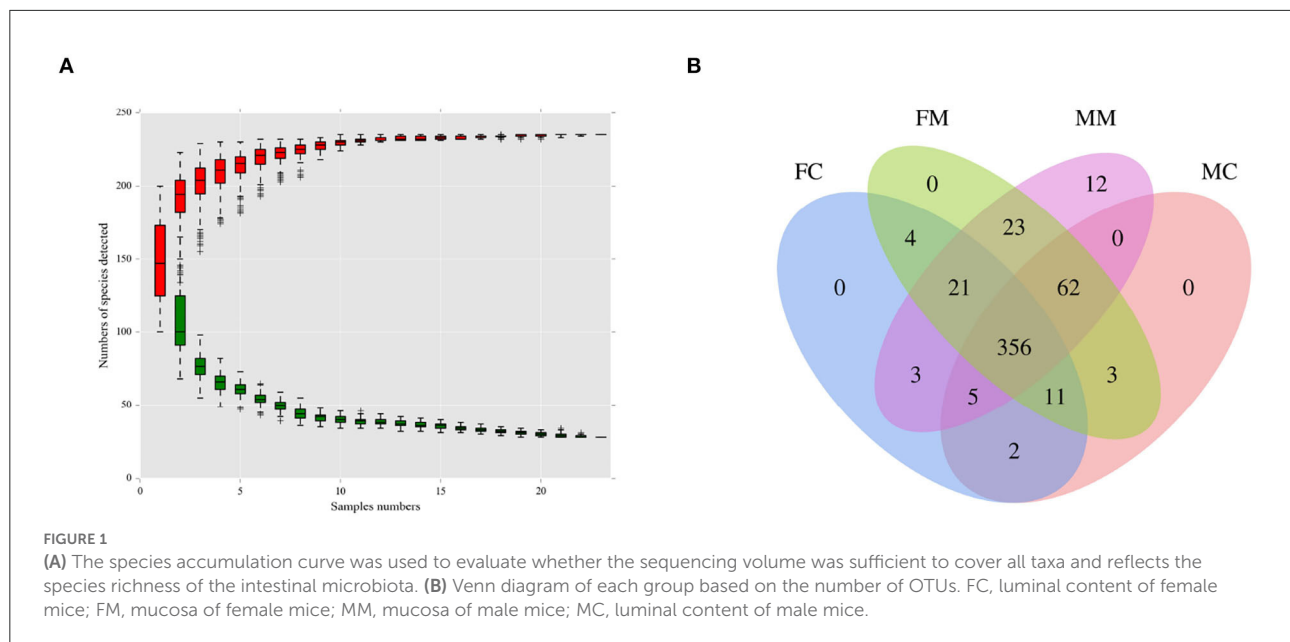 A
B
250
200
150
100
50
0
Numbers of species detected
0
5
10
15
20
Samples numbers
FM
MM
FC
MC
0
12
4
23
0
0
21
62
0
356
3
5
11
3
2
FIGURE 1
(A) The species accumulation curve was used to evaluate whether the sequencing volume was sufficient to cover all taxa and reflects the
species richness of the intestinal microbiota. (B) Venn diagram of each group based on the number of OTUs. FC, luminal content of female
mice; FM, mucosa of female mice; MM, mucosa of male mice; MC, luminal content of male mice.